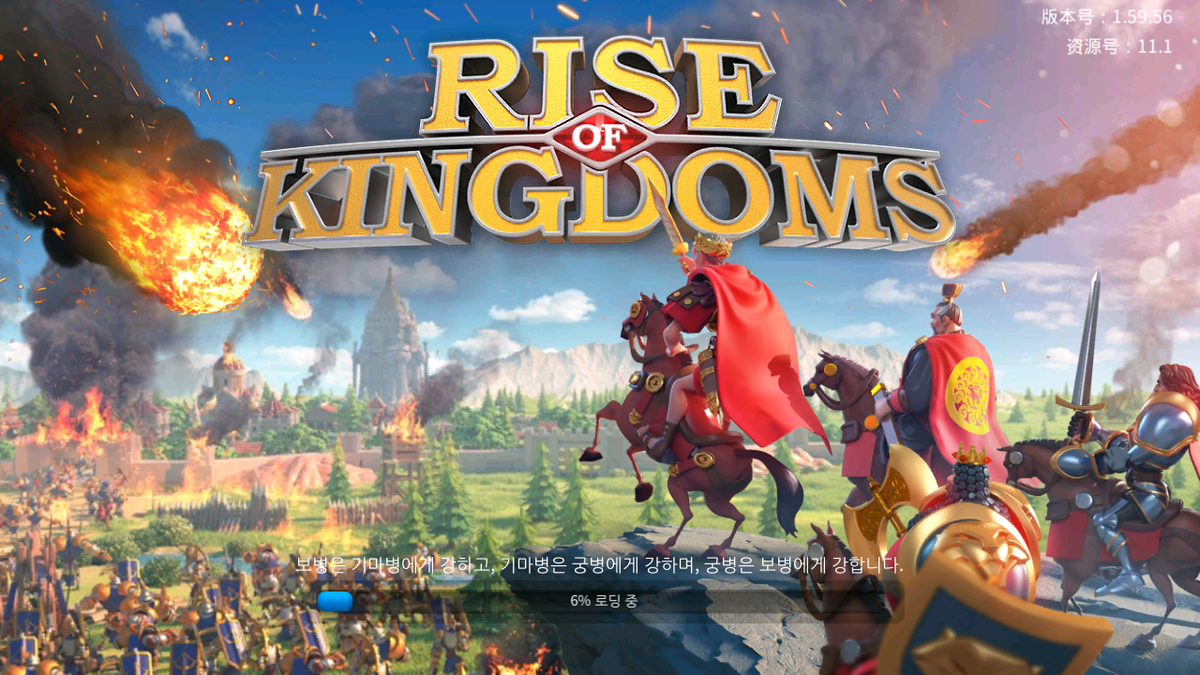 版本号：1.59.56
资源号：11.1
RISE
OF
KINGDOMS
보병은 기마병에게 강하고, 기마병은 궁병에게 강하며, 궁병은 보병에게 강합니다.
6% 로딩 중